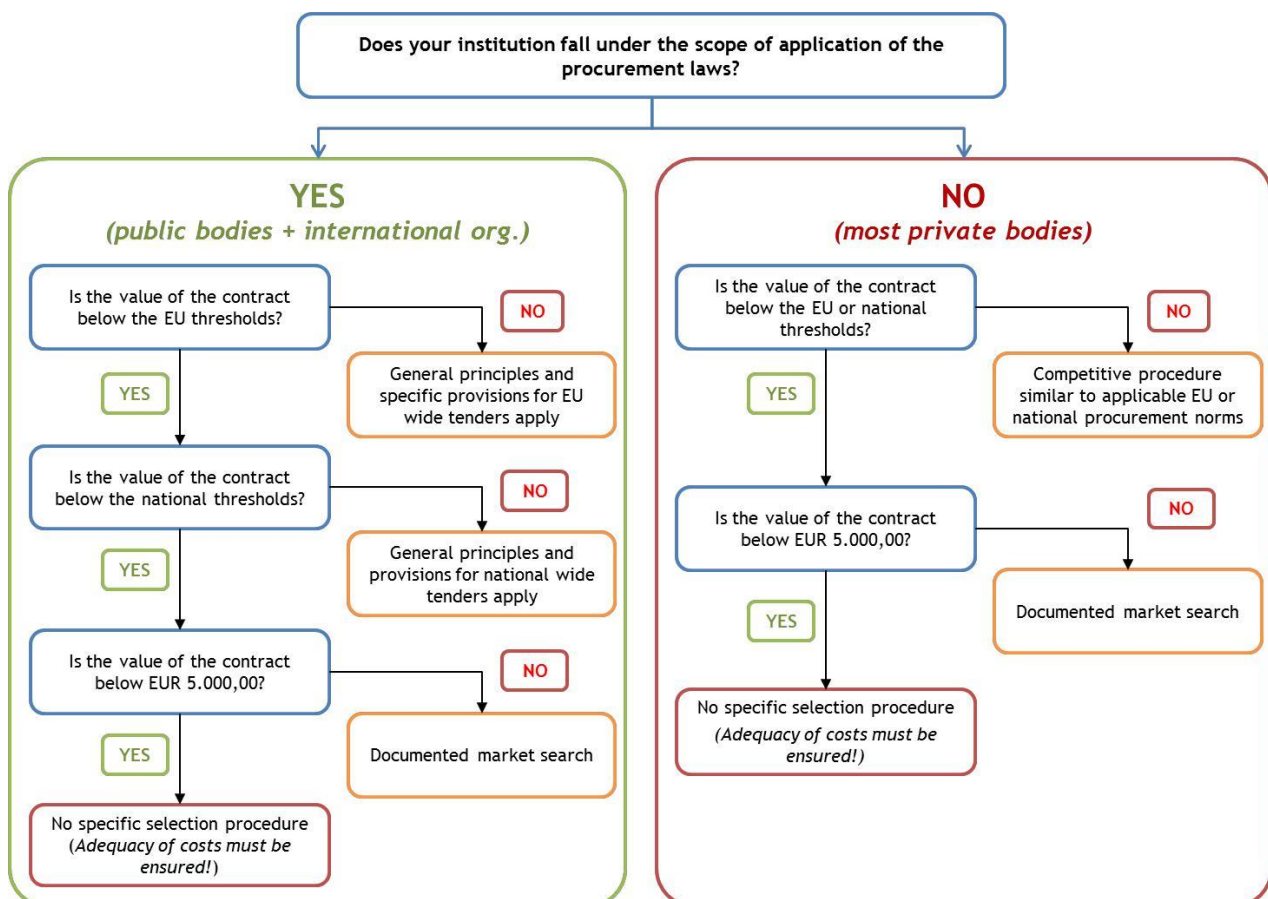 Does your institution fall under the scope of application of the
procurement laws?
YES
(public bodies + international org.)
Is the value of the contract
below the EU thresholds?
NO
General principles and
specific provisions for EU
wide tenders apply
YES
Is the value of the contract
below the national thresholds?
NO
General principles and
provisions for national wide
tenders apply
YES
Is the value of the contract
below EUR 5.000,00?
NO
Documented market search
YES
No specific selection procedure
(Adequacy of costs must be
ensured!)
NO
(most private bodies)
Is the value of the contract
below the EU or national
thresholds?
NO
Competitive procedure
similar to applicable EU or
national procurement norms
YES
Is the value of the contract
below EUR 5.000,00?
NO
Documented market search
YES
No specific selection procedure
(Adequacy of costs must be
ensured!)